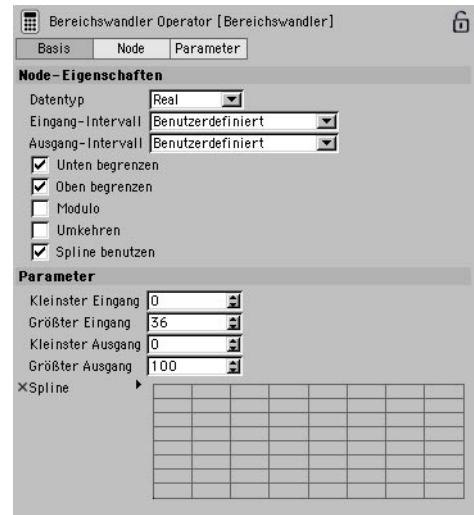 Bereichswandler Operator [Bereichswandler]
Basis Node Parameter
Node-Eigenschaften
Datentyp Real
Eingang-Intervall Benutzerdefiniert
Ausgang-Intervall Benutzerdefiniert
Unten begrenzen
Oben begrenzen
Modulo
Umkehren
Spline benutzen
Parameter
Kleinster Eingang 0
Größter Eingang 36
Kleinster Ausgang 0
Größter Ausgang 100
Spline